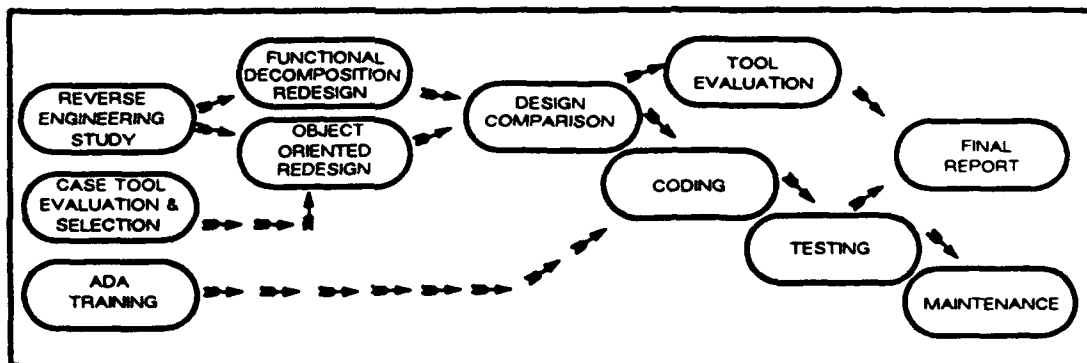 REVERSE
ENGINEERING
STUDY
FUNCTIONAL
DECOMPOSITION
REDESIGN
OBJECT
ORIENTED
REDESIGN
CASE TOOL
EVALUATION &
SELECTION
ADA
TRAINING
DESIGN
COMPARISON
TOOL
EVALUATION
CODING
TESTING
FINAL
REPORT
MAINTENANCE